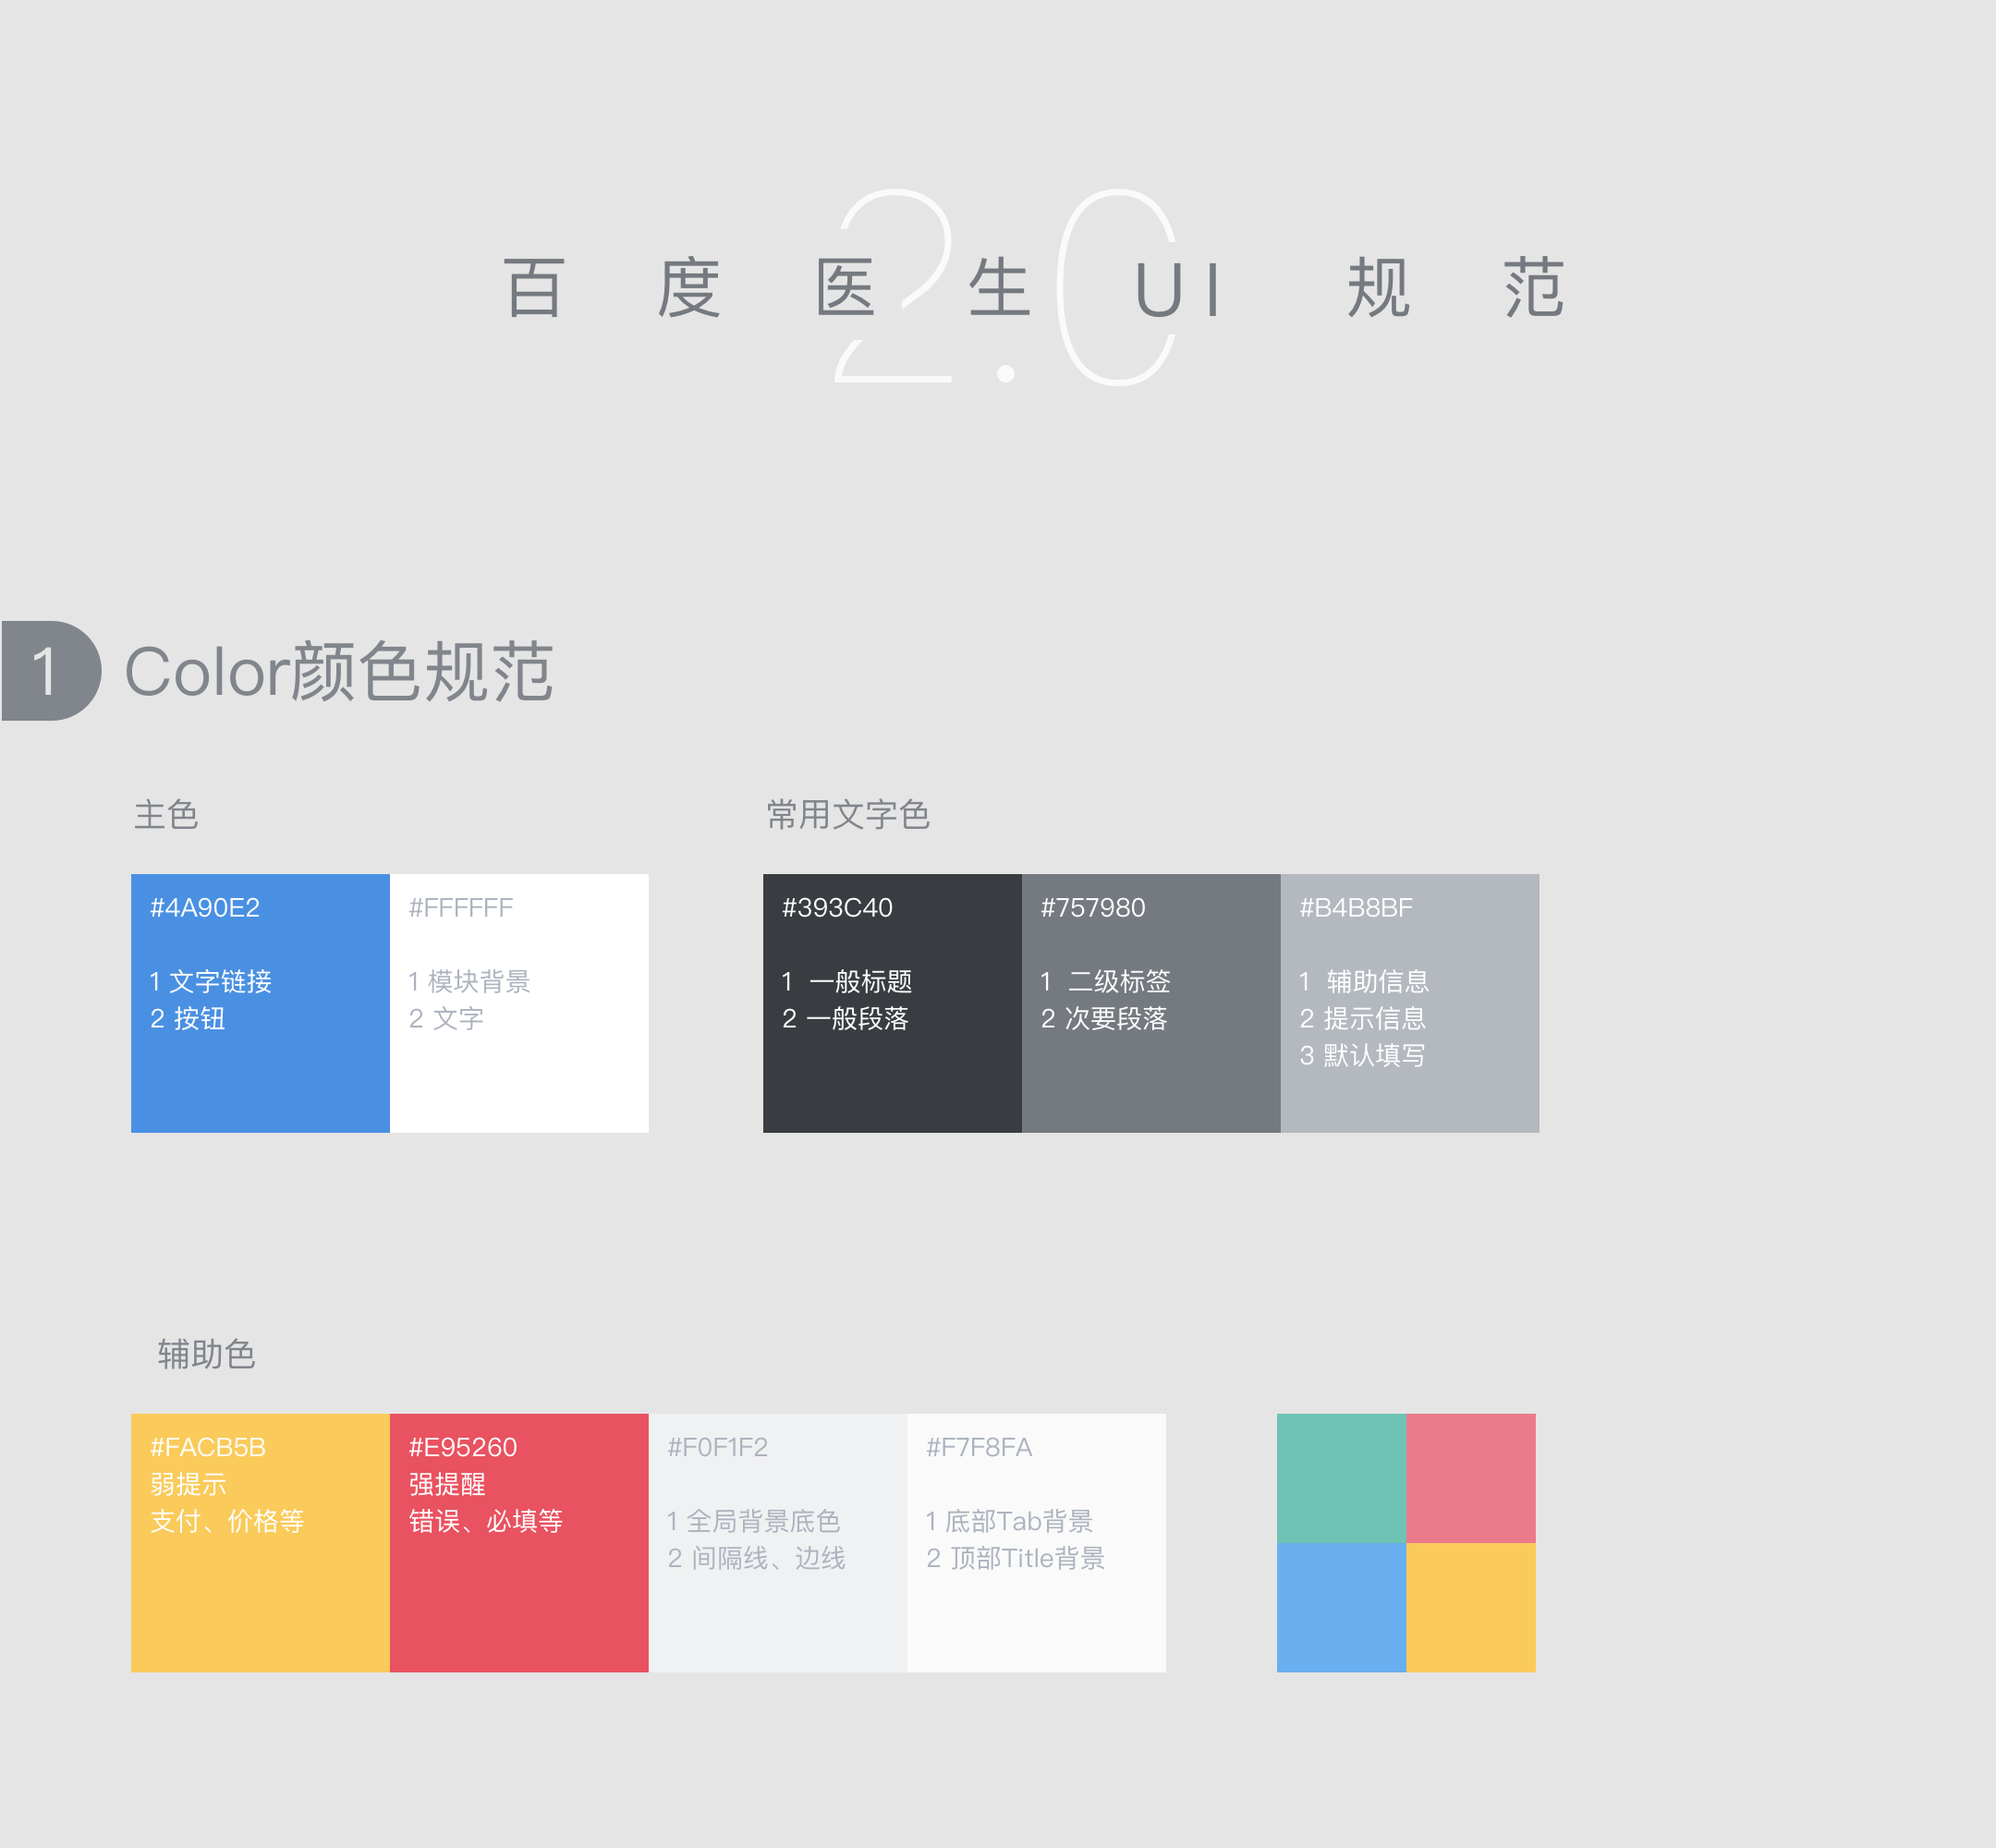 2.0
百度医生UI规范
1
Color颜色规范
主色
#4A90E2
1 文字链接
2 按钮
#FFFFFF
1 模块背景
2 文字
常用文字色
#393C40
1 一般标题
2 一般段落
#757980
1 二级标签
2 次要段落
#B4B8BF
1 辅助信息
2 提示信息
3 默认填写
辅助色
#FACB5B
弱提示
支付、价格等
#E95260
强提醒
错误、必填等
#F0F1F2
1 全局背景底色
2 间隔线、边线
#F7F8FA
1 底部Tab背景
2 顶部Title背景